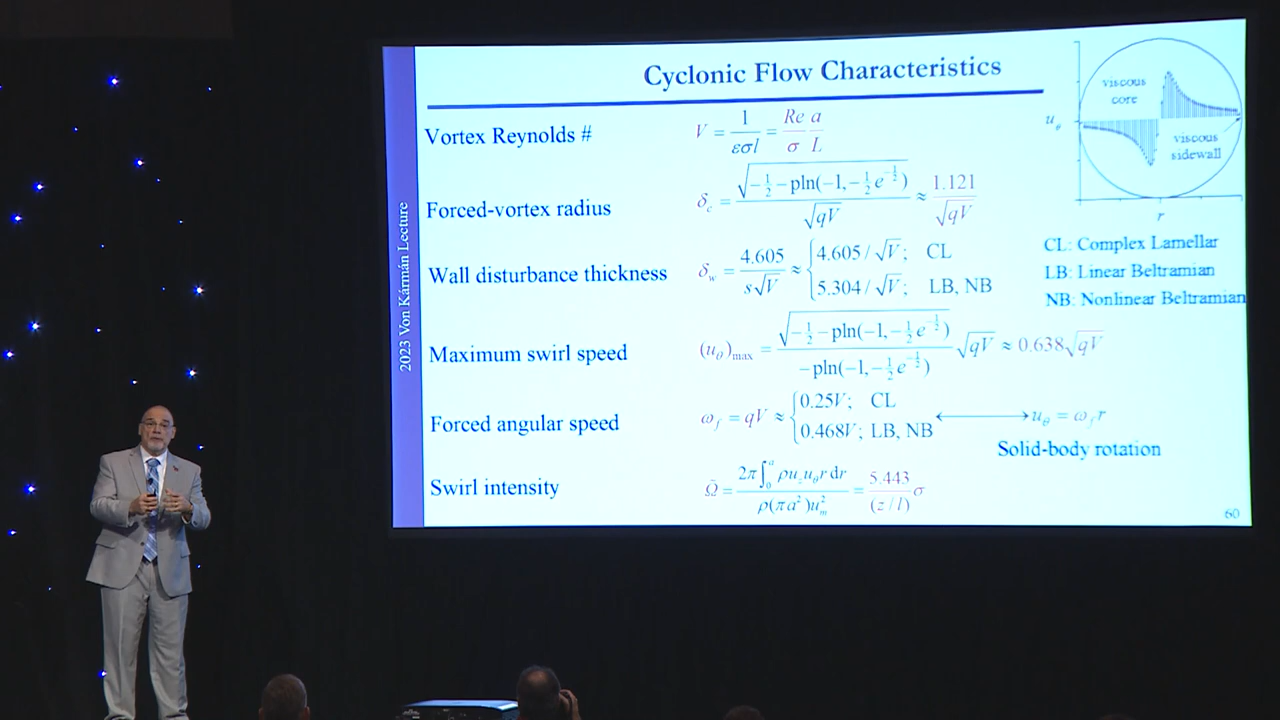 Cyclonic Flow Characteristics
2023 Von Kármán Lecture
Vortex Reynolds # V = 1/(εσl) = (Re/σ)(a/L)
Forced-vortex radius δ_c = √(-½ - pln(-1, -½ e^(-½))) / √(qV) ≈ 1.121/√(qV)
Wall disturbance thickness δ_w = 4.605/(s√V) ≈ { 4.605/√V; CL
5.304/√V; LB, NB
Maximum swirl speed (u_θ)_max = √(-½ - pln(-1, -½ e^(-½))) / (-pln(-1, -½ e^(-½))) √(qV) ≈ 0.638√(qV)
Forced angular speed ω_f = qV ≈ { 0.25V; CL
0.468V; LB, NB ⟷ u_θ = ω_f r
Solid-body rotation
Swirl intensity Ω̄ = 2π∫₀ᵃ ρu_z u_θ r dr / (ρ(πa²)u_m²) = 5.443/(z/l) σ
viscous
core
u_θ
viscous
sidewall
r
CL: Complex Lamellar
LB: Linear Beltramian
NB: Nonlinear Beltramian
60